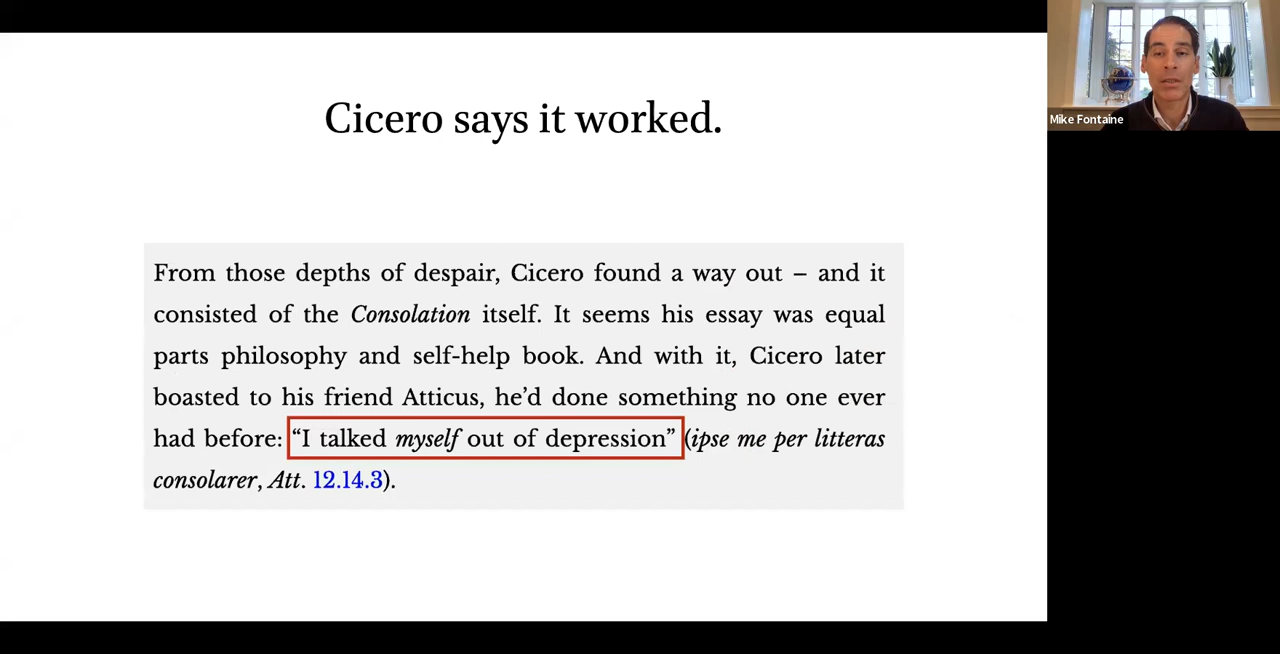 Cicero says it worked.
From those depths of despair, Cicero found a way out – and it
consisted of the Consolation itself. It seems his essay was equal
parts philosophy and self-help book. And with it, Cicero later
boasted to his friend Atticus, he’d done something no one ever
had before: “I talked myself out of depression” (ipse me per litteras
consolarer, Att. 12.14.3).
Mike Fontaine